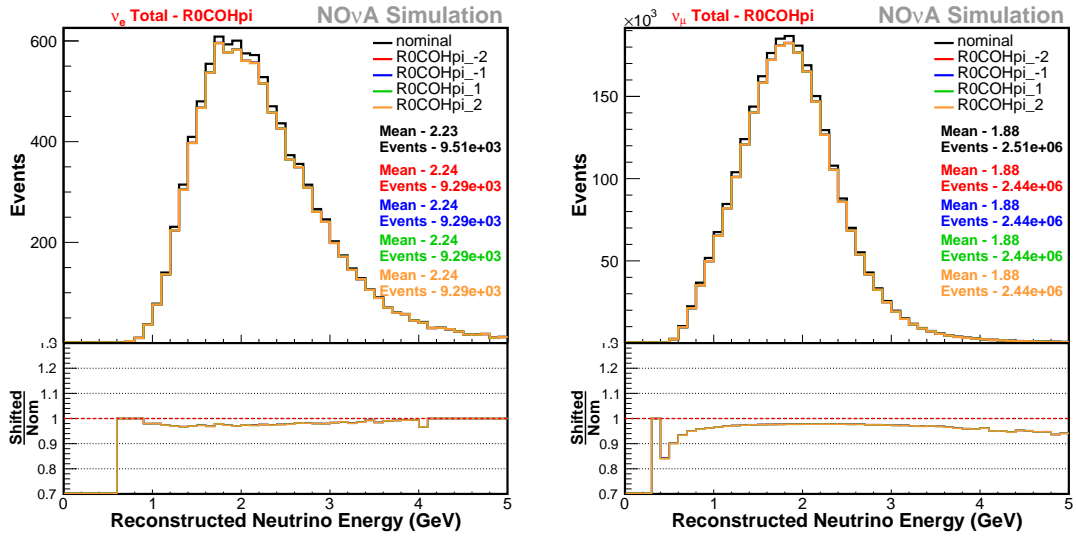 ν_e Total - R0COHpi
NOνA Simulation
nominal
R0COHpi_-2
R0COHpi_-1
R0COHpi_1
R0COHpi_2
Mean - 2.23
Events - 9.51e+03
Mean - 2.24
Events - 9.29e+03
Mean - 2.24
Events - 9.29e+03
Mean - 2.24
Events - 9.29e+03
Mean - 2.24
Events - 9.29e+03
Events
600
400
200
1.2
1.1
1
0.9
0.8
0.7
Shifted
Nom
0 1 2 3 4 5
Reconstructed Neutrino Energy (GeV)
×10³
ν_μ Total - R0COHpi
NOνA Simulation
nominal
R0COHpi_-2
R0COHpi_-1
R0COHpi_1
R0COHpi_2
Mean - 1.88
Events - 2.51e+06
Mean - 1.88
Events - 2.44e+06
Mean - 1.88
Events - 2.44e+06
Mean - 1.88
Events - 2.44e+06
Mean - 1.88
Events - 2.44e+06
Events
150
100
50
1.2
1.1
1
0.9
0.8
0.7
Shifted
Nom
0 1 2 3 4 5
Reconstructed Neutrino Energy (GeV)